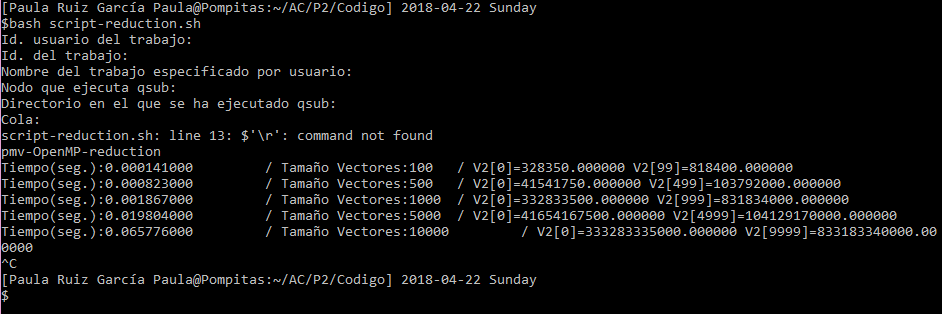 [Paula Ruiz García Paula@Pompitas:~/AC/P2/Codigo] 2018-04-22 Sunday
$bash script-reduction.sh
Id. usuario del trabajo:
Id. del trabajo:
Nombre del trabajo especificado por usuario:
Nodo que ejecuta qsub:
Directorio en el que se ha ejecutado qsub:
Cola:
script-reduction.sh: line 13: $'\r': command not found
pmv-OpenMP-reduction
Tiempo(seg.):0.000141000 / Tamaño Vectores:100 / V2[0]=328350.000000 V2[99]=818400.000000
Tiempo(seg.):0.000823000 / Tamaño Vectores:500 / V2[0]=41541750.000000 V2[499]=103792000.000000
Tiempo(seg.):0.001867000 / Tamaño Vectores:1000 / V2[0]=332833500.000000 V2[999]=831834000.000000
Tiempo(seg.):0.019804000 / Tamaño Vectores:5000 / V2[0]=41654167500.000000 V2[4999]=104129170000.000000
Tiempo(seg.):0.065776000 / Tamaño Vectores:10000 / V2[0]=333283335000.000000 V2[9999]=833183340000.00
0000
^C
[Paula Ruiz García Paula@Pompitas:~/AC/P2/Codigo] 2018-04-22 Sunday
$